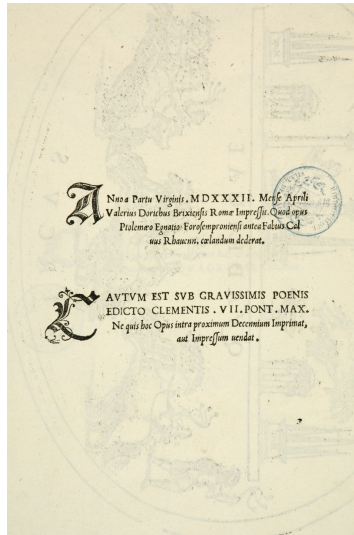 ANno a Partu Virginis. MDXXXII. Mense Aprili
Valerius Dorichus Brixiensis Romæ Impressit. Quod opus
Ptolemæo Egnatio Forosemproniensi antea Fabius Cal
uus Rhauenn. cælandum dederat.
CAVTVM EST SVB GRAVISSIMIS POENIS
EDICTO CLEMENTIS . VII. PONT. MAX.
Ne quis hoc Opus intra proximum Decennium Imprimat,
aut Impressum uendat.